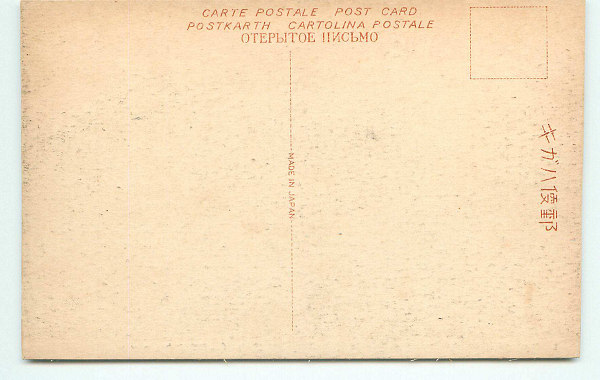 CARTE POSTALE POST CARD
POSTKARTH CARTOLINA POSTALE
ОТЕРЫТОЕ ПИСЬМО
MADE IN JAPAN
キガハ便郵